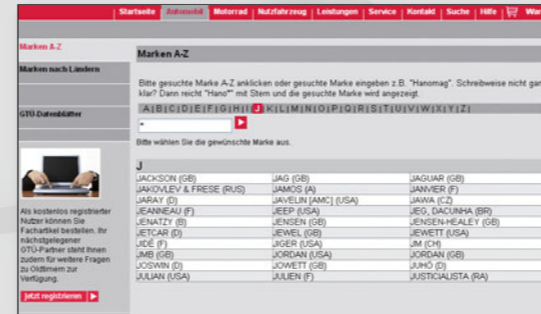 Startseite | Automobil | Motorrad | Nutzfahrzeug | Leistungen | Service | Kontakt | Suche | Hilfe | War
Marken A-Z
Marken nach Ländern
GTÜ-Datenblätter
Als kostenlos registrierter
Nutzer können Sie
Fachartikel bestellen. Ihr
nächstgelegener
GTÜ-Partner steht Ihnen
zudem für weitere Fragen
zu Oldtimern zur
Verfügung.
Jetzt registrieren
Marken A-Z
Bitte gesuchte Marke A-Z anklicken oder gesuchte Marke eingeben z.B. "Hanomag". Schreibweise nicht gan
klar? Dann reicht "Hano*" mit Stern und die gesuchte Marke wird angezeigt.
A|B|C|D|E|F|G|H|I|J|K|L|M|N|O|P|Q|R|S|T|U|V|W|X|Y|Z|
*
Bitte wählen Sie die gewünschte Marke aus.
J
JACKSON (GB) JAG (GB) JAGUAR (GB)
JAKOVLEV & FRESE (RUS) JAMOS (A) JANVIER (F)
JARAY (D) JAVELIN [AMC] (USA) JAWA (CZ)
JEANNEAU (F) JEEP (USA) JEG, DACUNHA (BR)
JENATZY (B) JENSEN (GB) JENSEN-HEALEY (GB)
JETCAR (D) JEWEL (GB) JEWETT (USA)
JIDÉ (F) JIGER (USA) JM (CH)
JMB (GB) JORDAN (USA) JORDAN (GB)
JOSWIN (D) JOWETT (GB) JUHÖ (D)
JULIAN (USA) JULIEN (F) JUSTICIALISTA (RA)